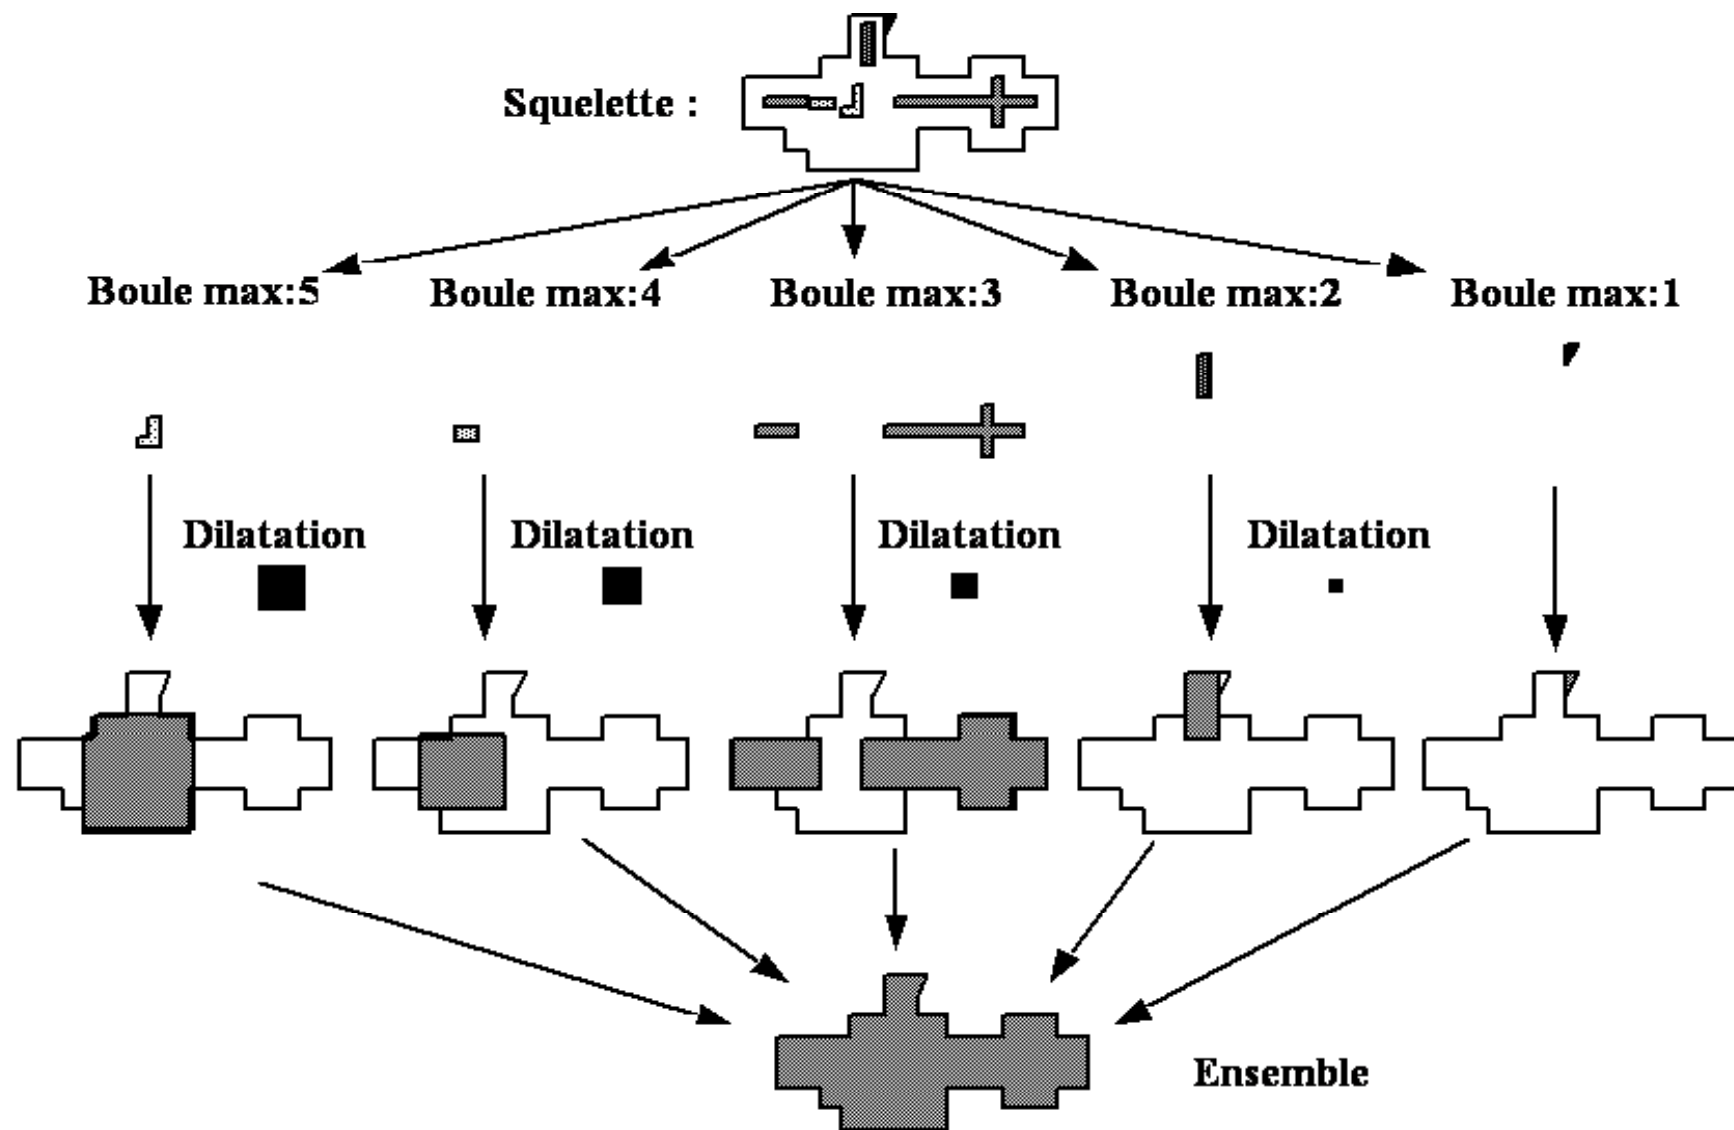 Squelette :
Boule max:5 Boule max:4 Boule max:3 Boule max:2 Boule max:1
Dilatation Dilatation Dilatation Dilatation
Ensemble